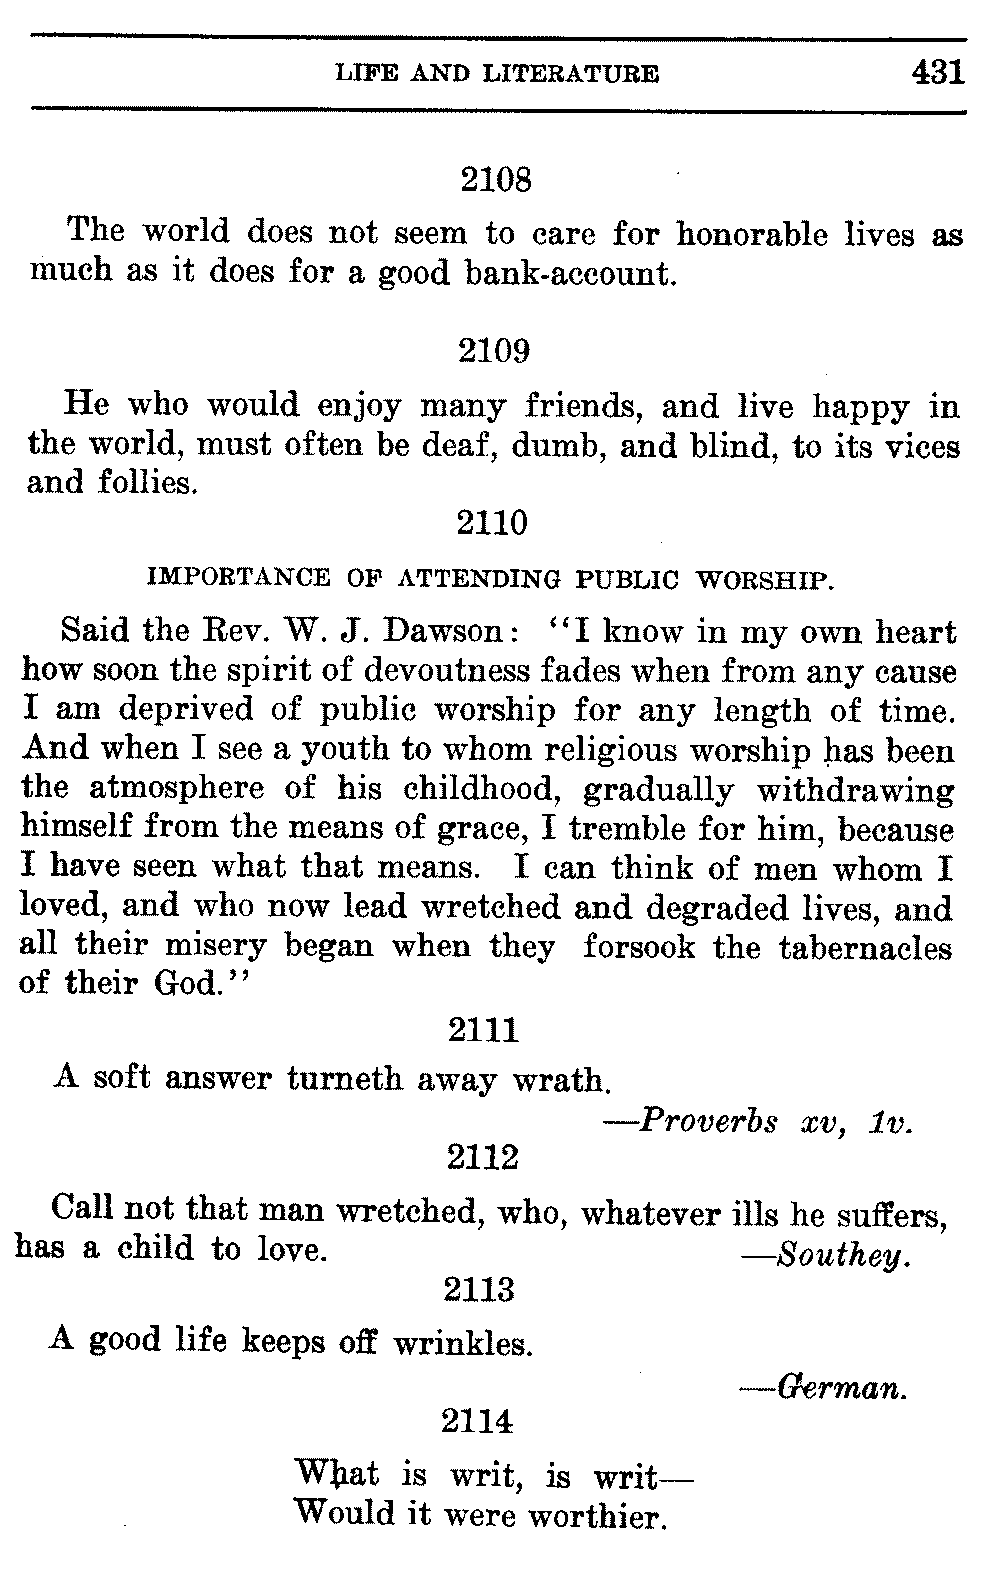 LIFE AND LITERATURE 431
2108
The world does not seem to care for honorable lives as
much as it does for a good bank-account.
2109
He who would enjoy many friends, and live happy in
the world, must often be deaf, dumb, and blind, to its vices
and follies.
2110
IMPORTANCE OF ATTENDING PUBLIC WORSHIP.
Said the Rev. W. J. Dawson: "I know in my own heart
how soon the spirit of devoutness fades when from any cause
I am deprived of public worship for any length of time.
And when I see a youth to whom religious worship has been
the atmosphere of his childhood, gradually withdrawing
himself from the means of grace, I tremble for him, because
I have seen what that means. I can think of men whom I
loved, and who now lead wretched and degraded lives, and
all their misery began when they forsook the tabernacles
of their God."
2111
A soft answer turneth away wrath.
—Proverbs xv, 1v.
2112
Call not that man wretched, who, whatever ills he suffers,
has a child to love. —Southey.
2113
A good life keeps off wrinkles.
—German.
2114
What is writ, is writ—
Would it were worthier.